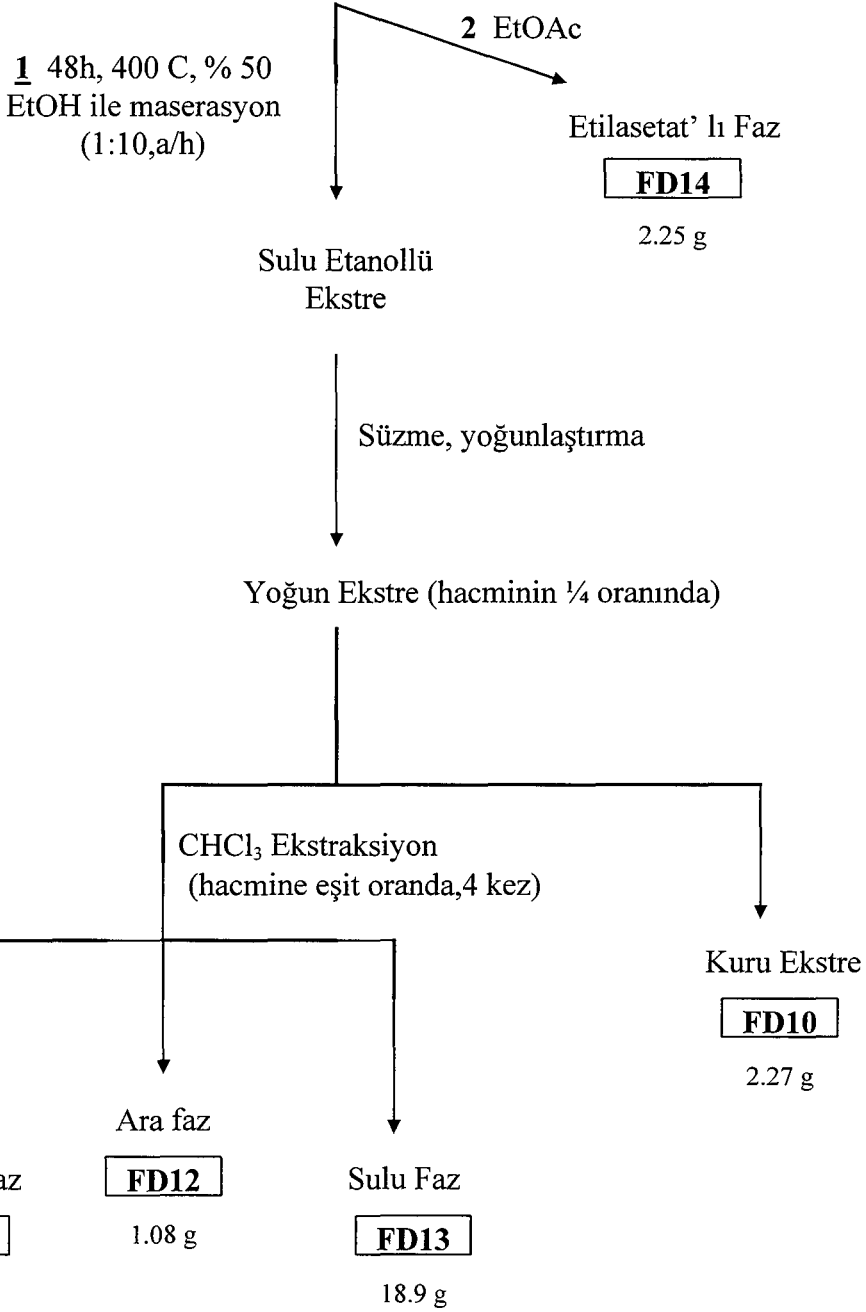 2 EtOAc
1 48h, 400 C, % 50
EtOH ile maserasyon
(1:10,a/h)
Etilasetat' lı Faz
FD14
2.25 g
Sulu Etanollü
Ekstre
Süzme, yoğunlaştırma
Yoğun Ekstre (hacminin ¼ oranında)
CHCl₃ Ekstraksiyon
(hacmine eşit oranda,4 kez)
Kuru Ekstre
FD10
2.27 g
Ara faz
FD12
1.08 g
az
Sulu Faz
FD13
18.9 g